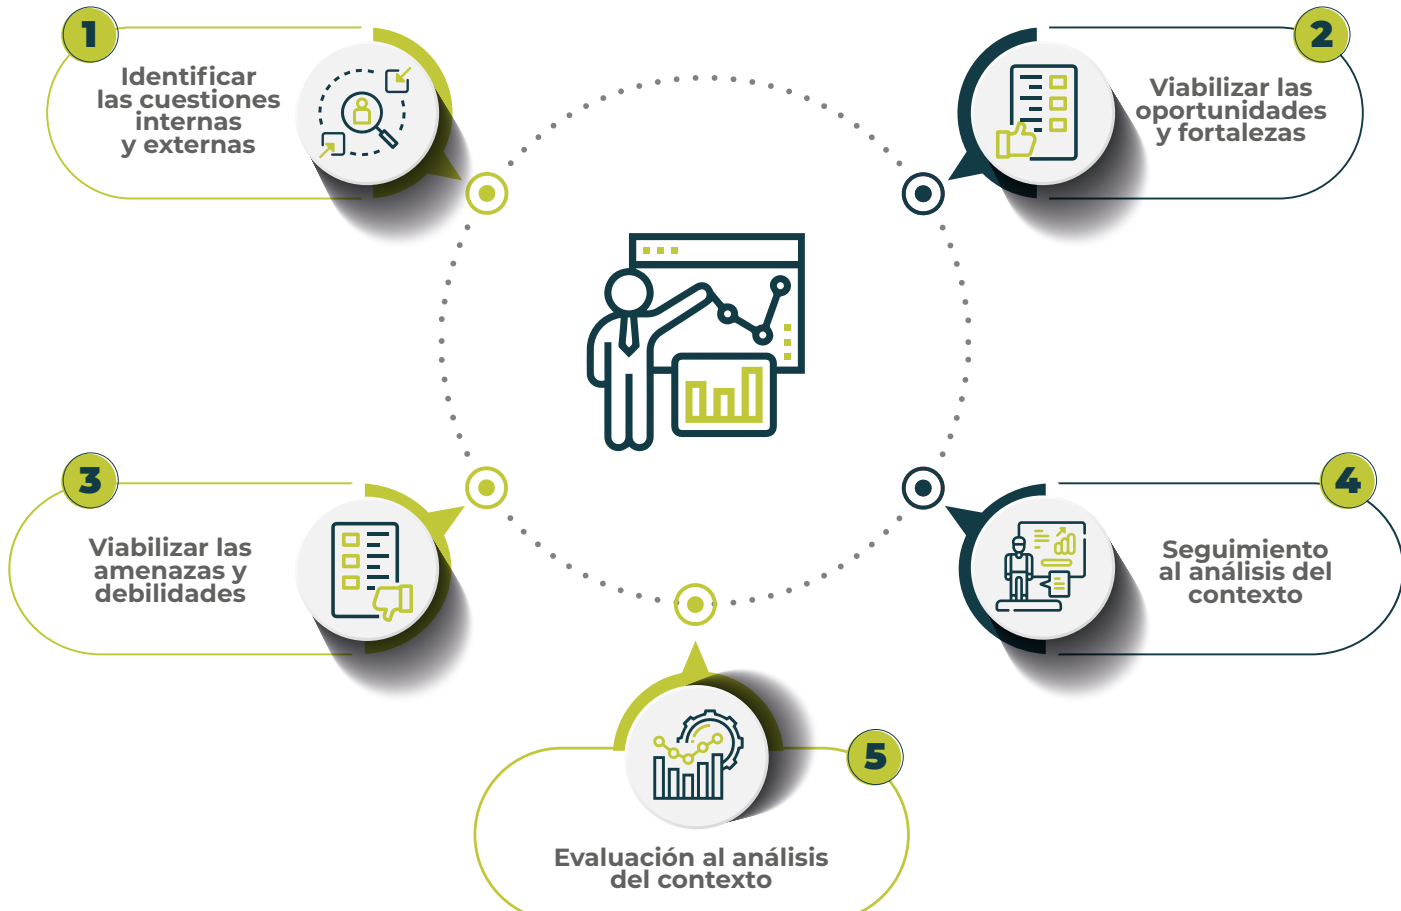 1
Identificar
las cuestiones
internas
y externas
2
Viabilizar las
oportunidades
y fortalezas
3
Viabilizar las
amenazas y
debilidades
4
Seguimiento
al análisis del
contexto
5
Evaluación al análisis
del contexto